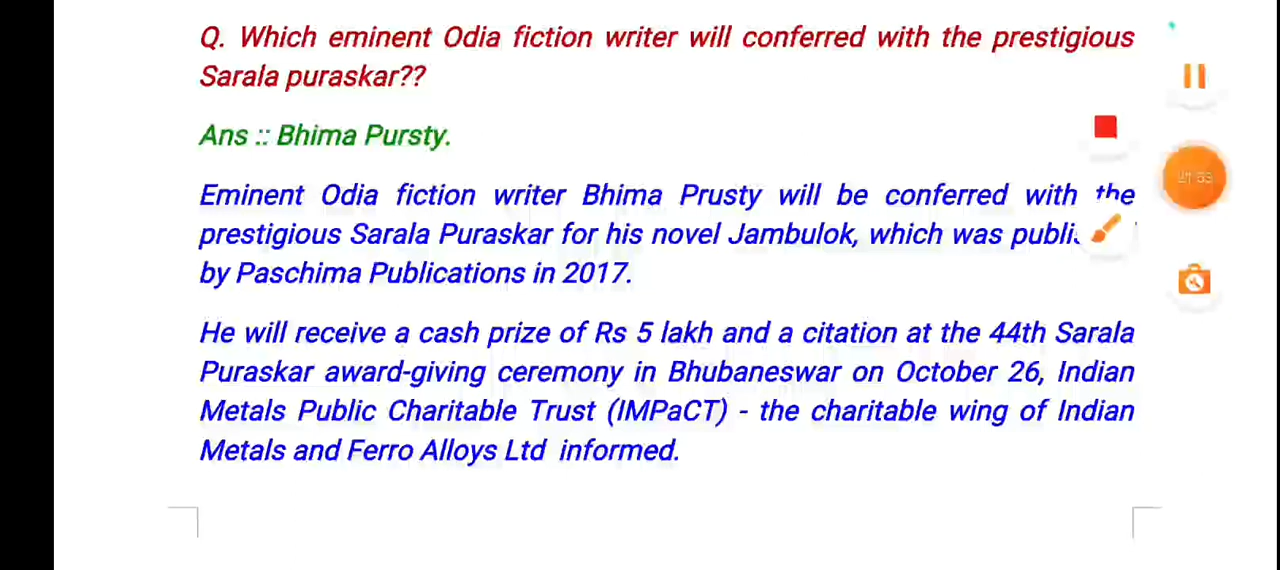 Q. Which eminent Odia fiction writer will conferred with the prestigious
Sarala puraskar??
Ans :: Bhima Pursty.
Eminent Odia fiction writer Bhima Prusty will be conferred with the
prestigious Sarala Puraskar for his novel Jambulok, which was
by Paschima Publications in 2017.
He will receive a cash prize of Rs 5 lakh and a citation at the 44th Sarala
Puraskar award-giving ceremony in Bhubaneswar on October 26, Indian
Metals Public Charitable Trust (IMPaCT) - the charitable wing of Indian
Metals and Ferro Alloys Ltd informed.